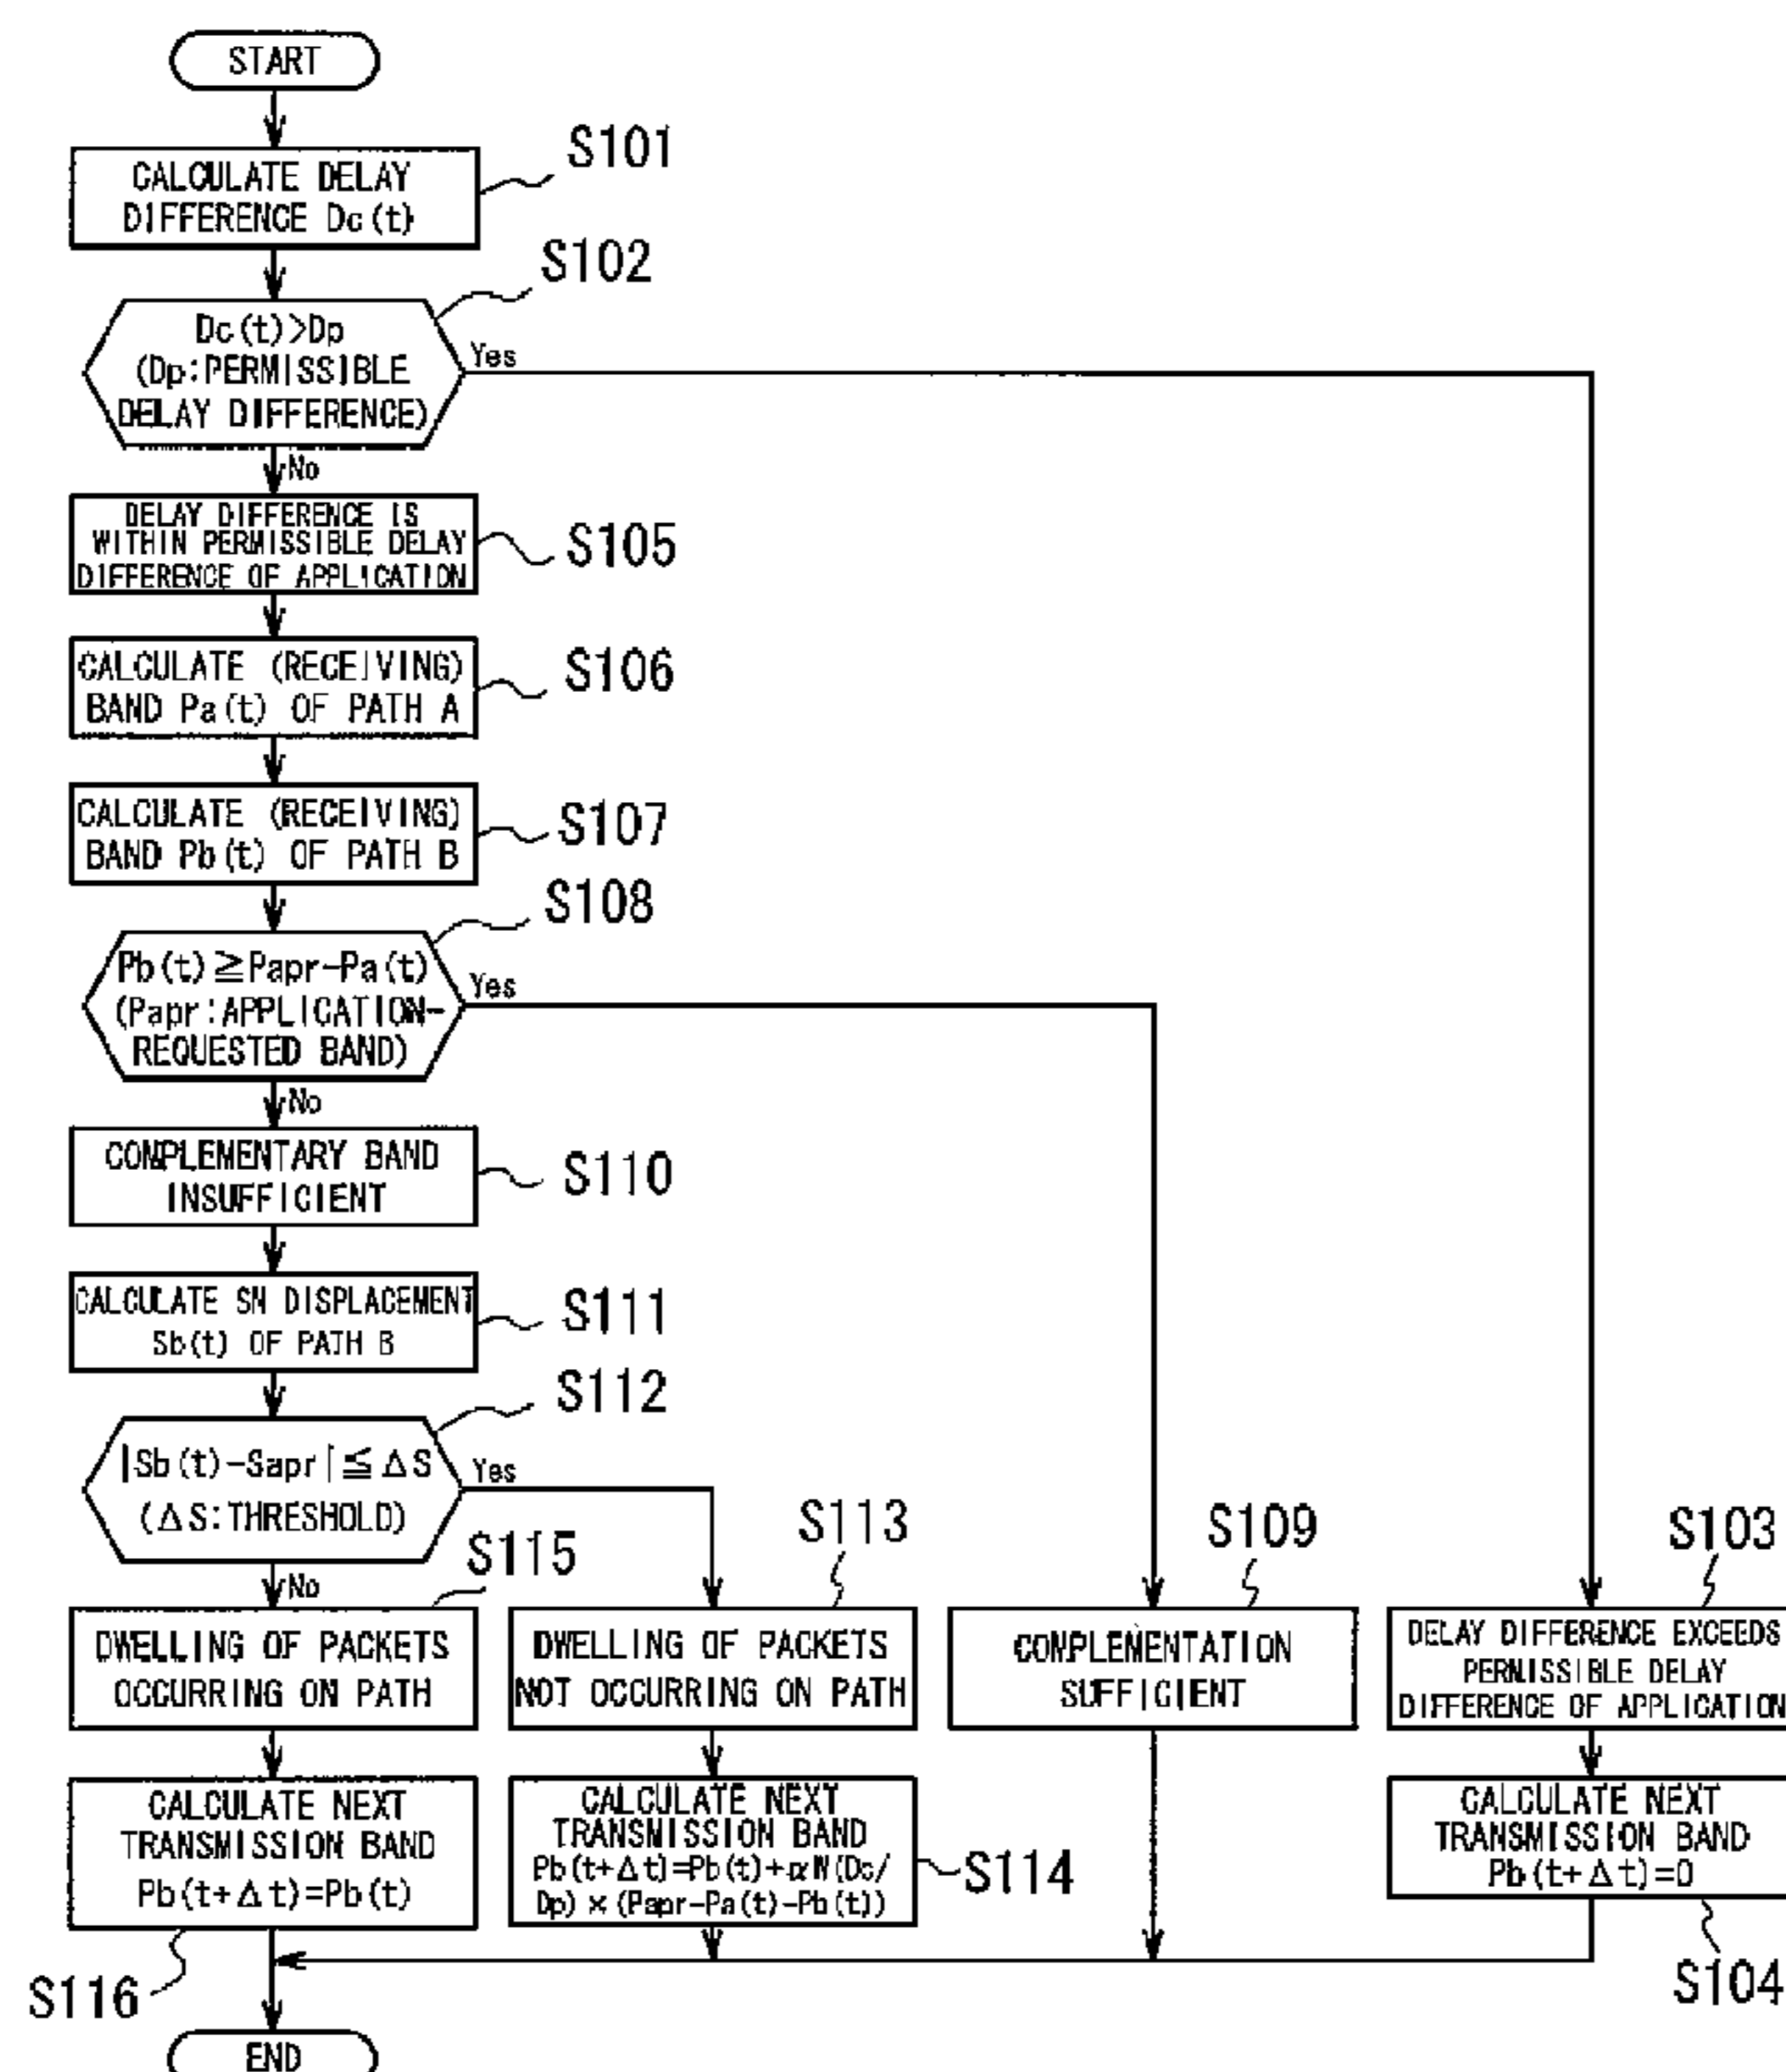 START
CALCULATE DELAY
DIFFERENCE Dc(t)
S101
S102
Dc(t)>Dp
(Dp:PERMISSIBLE
DELAY DIFFERENCE)
Yes
No
DELAY DIFFERENCE IS
WITHIN PERMISSIBLE DELAY
DIFFERENCE OF APPLICATION
S105
CALCULATE (RECEIVING)
BAND Pa(t) OF PATH A
S106
CALCULATE (RECEIVING)
BAND Pb(t) OF PATH B
S107
S108
Pb(t)≧Papr-Pa(t)
(Papr:APPLICATION-
REQUESTED BAND)
Yes
No
COMPLEMENTARY BAND
INSUFFICIENT
S110
CALCULATE SN DISPLACEMENT
Sb(t) OF PATH B
S111
S112
|Sb(t)-Sapr|≦ΔS
(ΔS:THRESHOLD)
Yes
No
S115
S113
S109
S103
DWELLING OF PACKETS
OCCURRING ON PATH
DWELLING OF PACKETS
NOT OCCURRING ON PATH
COMPLEMENTATION
SUFFICIENT
DELAY DIFFERENCE EXCEEDS
PERMISSIBLE DELAY
DIFFERENCE OF APPLICATION
CALCULATE NEXT
TRANSMISSION BAND
Pb(t+Δt)=Pb(t)
S116
CALCULATE NEXT
TRANSMISSION BAND
Pb(t+Δt)=Pb(t)+αW(Dc/
Dp)×(Papr-Pa(t)-Pb(t))
S114
CALCULATE NEXT
TRANSMISSION BAND
Pb(t+Δt)=0
S104
END